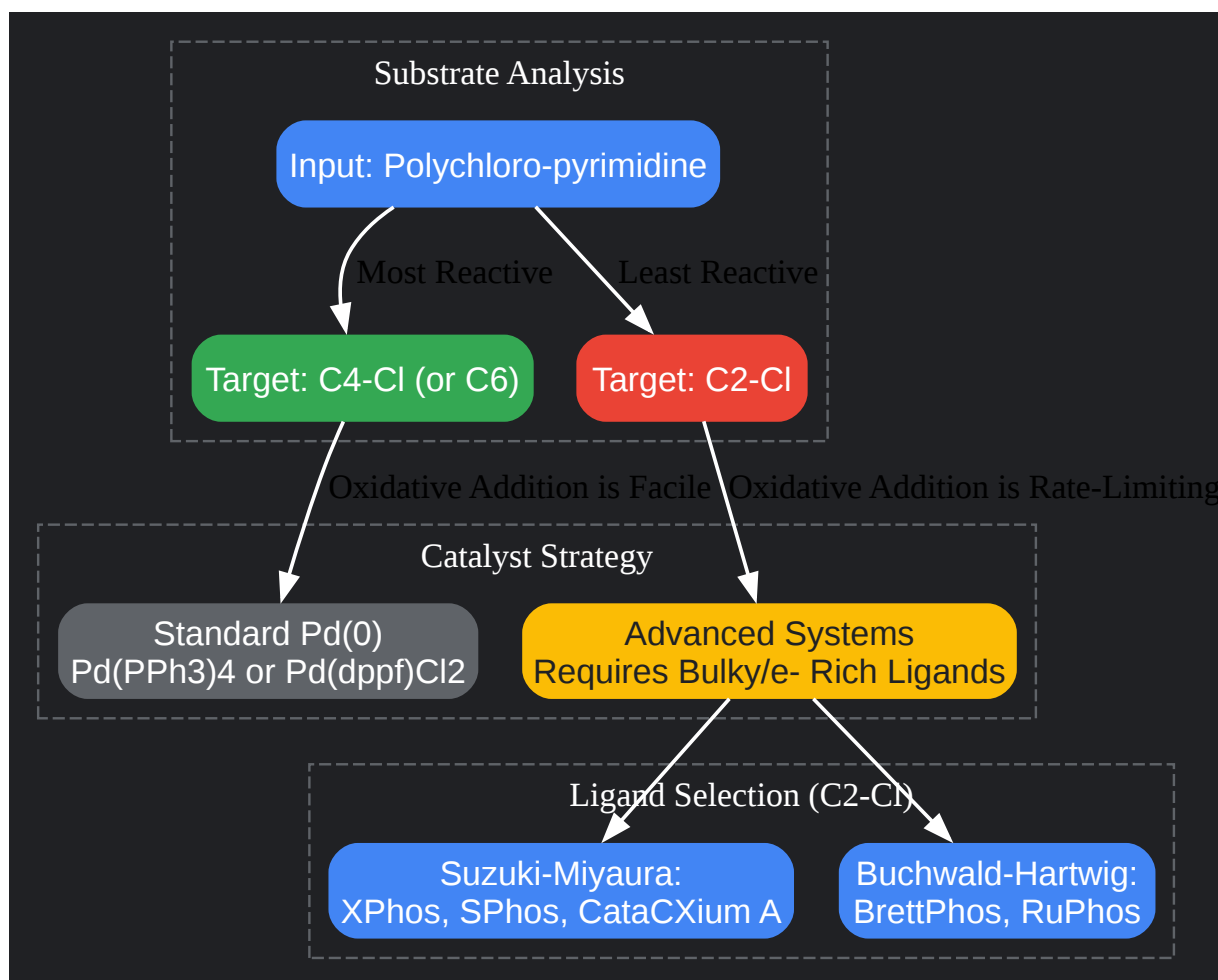 Substrate Analysis
Input: Polychloro-pyrimidine
Most Reactive
Least Reactive
Target: C4-Cl (or C6)
Target: C2-Cl
Oxidative Addition is Facile
Oxidative Addition is Rate-Limiting
Catalyst Strategy
Standard Pd(0)
Pd(PPh3)4 or Pd(dppf)Cl2
Advanced Systems
Requires Bulky/e- Rich Ligands
Ligand Selection (C2-Cl)
Suzuki-Miyaura:
XPhos, SPhos, CataCXium A
Buchwald-Hartwig:
BrettPhos, RuPhos